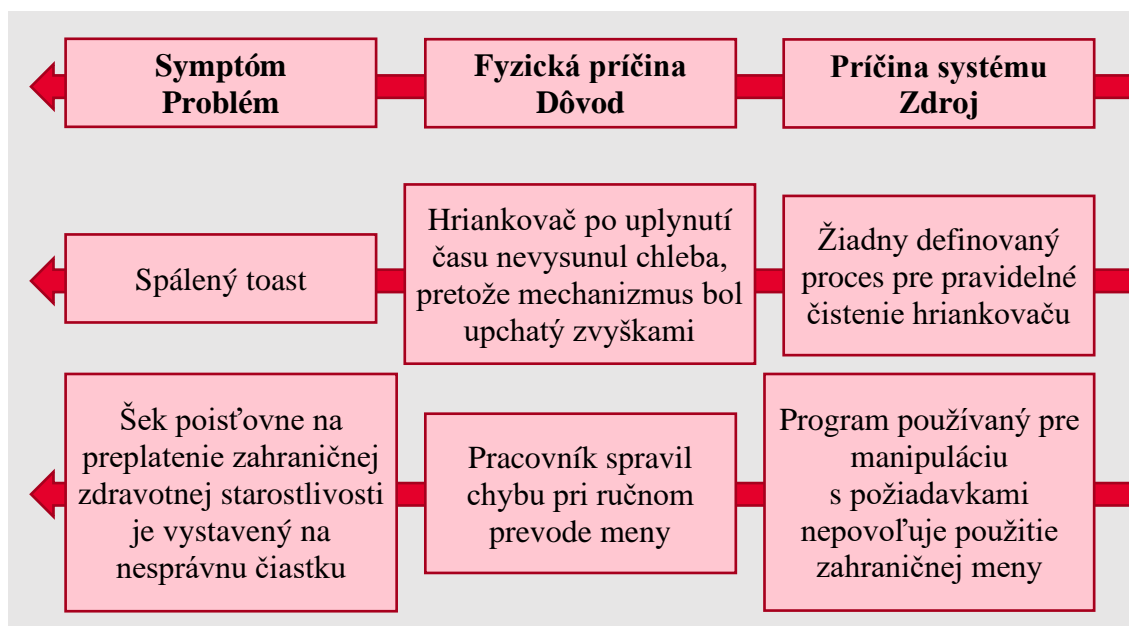 Symptóm
Problém
Fyzická príčina
Dôvod
Príčina systému
Zdroj
Spálený toast
Hriankovač po uplynutí
času nevysunul chleba,
pretože mechanizmus bol
upchatý zvyškami
Žiadny definovaný
proces pre pravidelné
čistenie hriankovaču
Šek poisťovne na
preplatenie zahraničnej
zdravotnej starostlivosti
je vystavený na
nesprávnu čiastku
Pracovník spravil
chybu pri ručnom
prevode meny
Program používaný pre
manipuláciu
s požiadavkami
nepovoľuje použitie
zahraničnej meny